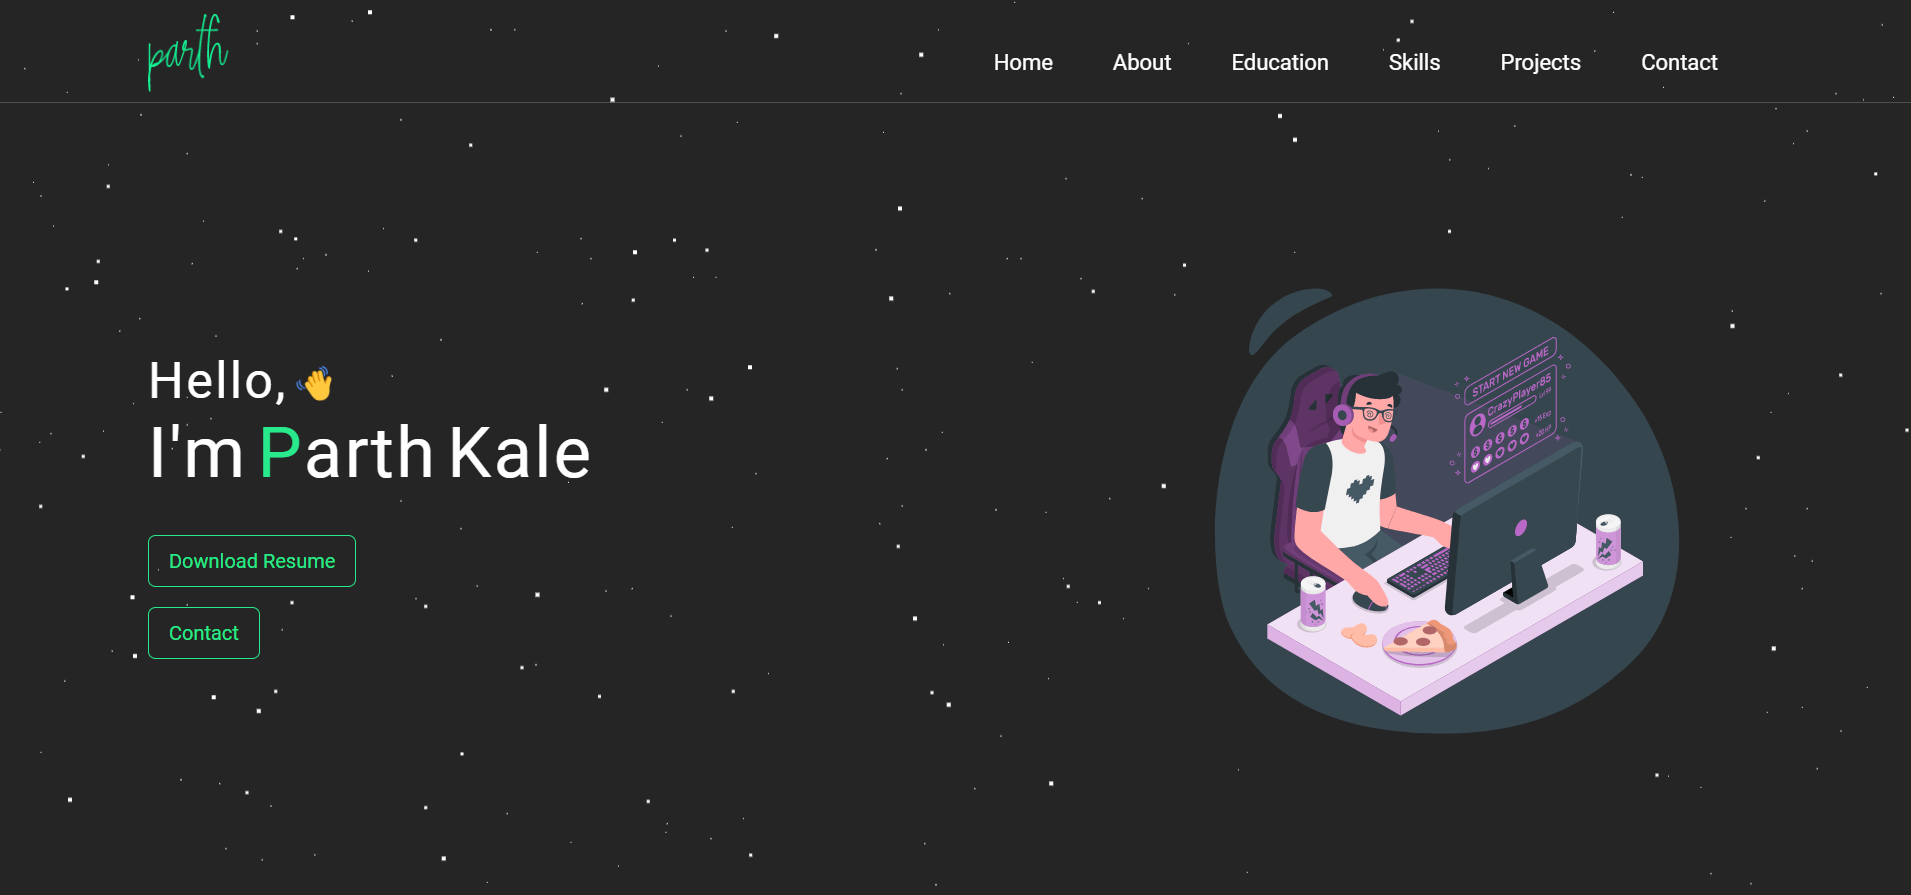 parth
Home About Education Skills Projects Contact
Hello, 👋
I'm Parth Kale
Download Resume
Contact
START NEW GAME
CrazyPlayer85